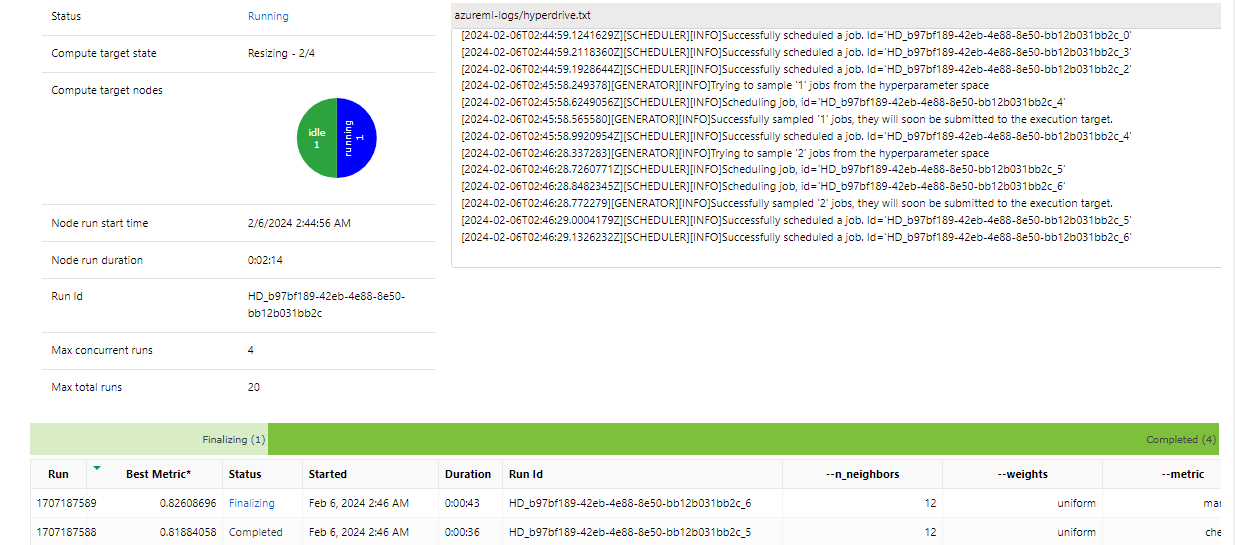 Status Running
Compute target state Resizing - 2/4
Compute target nodes
idle
1
running
1
Node run start time 2/6/2024 2:44:56 AM
Node run duration 0:02:14
Run Id HD_b97bf189-42eb-4e88-8e50-
bb12b031bb2c
Max concurrent runs 4
Max total runs 20
azureml-logs/hyperdrive.txt
[2024-02-06T02:44:59.1241629Z][SCHEDULER][INFO]Successfully scheduled a job. Id='HD_b97bf189-42eb-4e88-8e50-bb12b031bb2c_0'
[2024-02-06T02:44:59.2118360Z][SCHEDULER][INFO]Successfully scheduled a job. Id='HD_b97bf189-42eb-4e88-8e50-bb12b031bb2c_3'
[2024-02-06T02:44:59.1928644Z][SCHEDULER][INFO]Successfully scheduled a job. Id='HD_b97bf189-42eb-4e88-8e50-bb12b031bb2c_2'
[2024-02-06T02:45:58.249378][GENERATOR][INFO]Trying to sample '1' jobs from the hyperparameter space
[2024-02-06T02:45:58.6249056Z][SCHEDULER][INFO]Scheduling job, id='HD_b97bf189-42eb-4e88-8e50-bb12b031bb2c_4'
[2024-02-06T02:45:58.565580][GENERATOR][INFO]Successfully sampled '1' jobs, they will soon be submitted to the execution target.
[2024-02-06T02:45:58.9920954Z][SCHEDULER][INFO]Successfully scheduled a job. Id='HD_b97bf189-42eb-4e88-8e50-bb12b031bb2c_4'
[2024-02-06T02:46:28.337283][GENERATOR][INFO]Trying to sample '2' jobs from the hyperparameter space
[2024-02-06T02:46:28.7260771Z][SCHEDULER][INFO]Scheduling job, id='HD_b97bf189-42eb-4e88-8e50-bb12b031bb2c_5'
[2024-02-06T02:46:28.8482345Z][SCHEDULER][INFO]Scheduling job, id='HD_b97bf189-42eb-4e88-8e50-bb12b031bb2c_6'
[2024-02-06T02:46:28.772279][GENERATOR][INFO]Successfully sampled '2' jobs, they will soon be submitted to the execution target.
[2024-02-06T02:46:29.0004179Z][SCHEDULER][INFO]Successfully scheduled a job. Id='HD_b97bf189-42eb-4e88-8e50-bb12b031bb2c_5'
[2024-02-06T02:46:29.1326232Z][SCHEDULER][INFO]Successfully scheduled a job. Id='HD_b97bf189-42eb-4e88-8e50-bb12b031bb2c_6'
Finalizing (1) Completed (4)
Run Best Metric* Status Started Duration Run Id --n_neighbors --weights --metric
1707187589 0.82608696 Finalizing Feb 6, 2024 2:46 AM 0:00:43 HD_b97bf189-42eb-4e88-8e50-bb12b031bb2c_6 12 uniform ma
1707187588 0.81884058 Completed Feb 6, 2024 2:46 AM 0:00:36 HD_b97bf189-42eb-4e88-8e50-bb12b031bb2c_5 12 uniform che